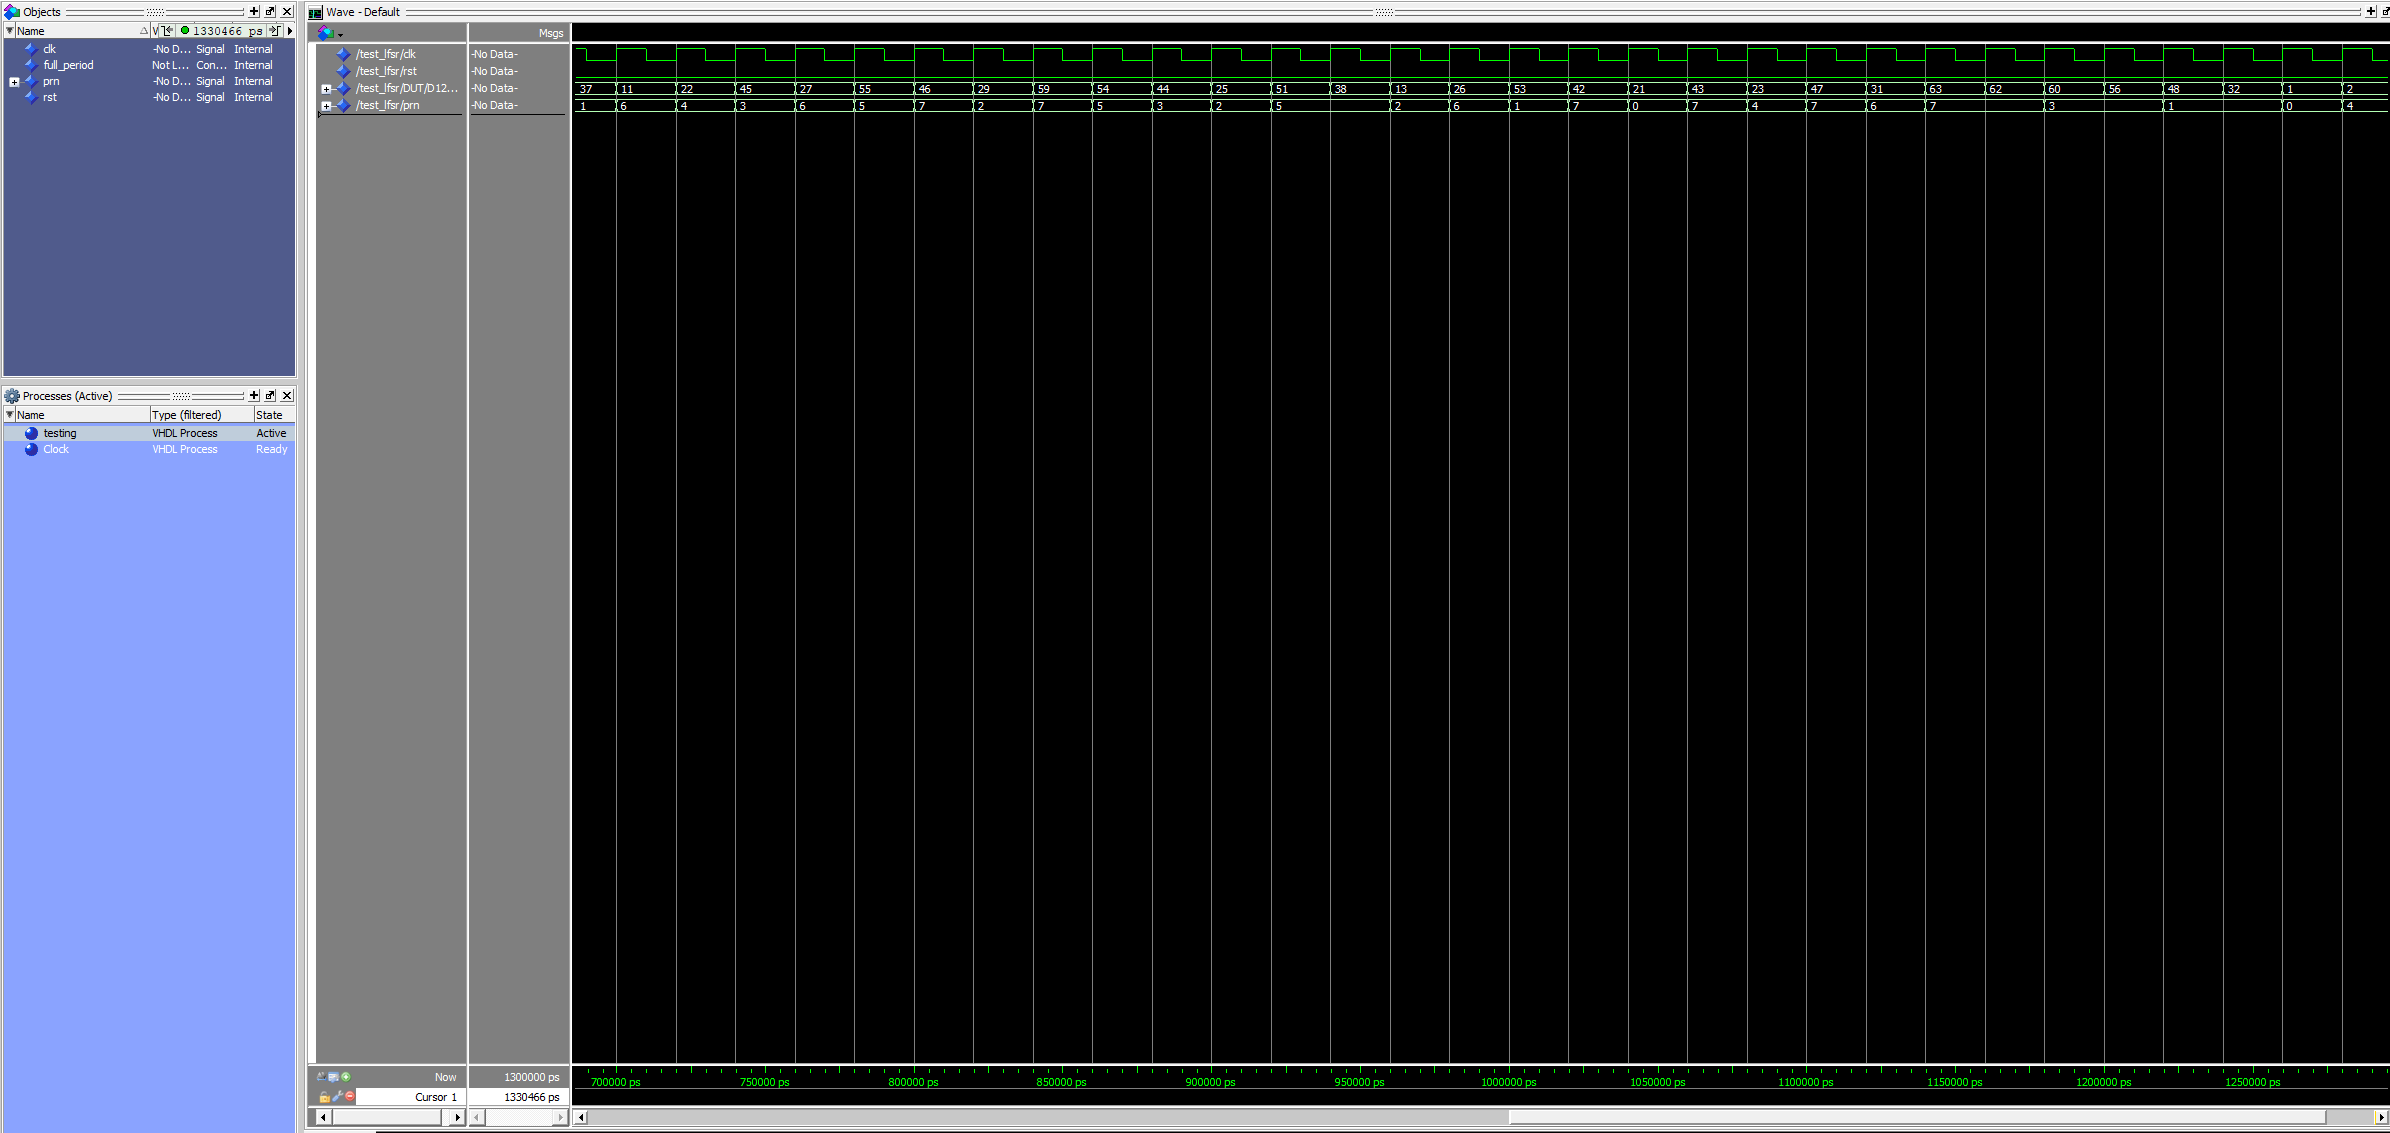 Objects
Name 1330466 ps
clk -No D... Signal Internal
full_period Not L... Con... Internal
prn -No D... Signal Internal
rst -No D... Signal Internal
Processes (Active)
Name Type (filtered) State
testing VHDL Process Active
Clock VHDL Process Ready
Wave - Default
Msgs
/test_lfsr/clk -No Data-
/test_lfsr/rst -No Data-
/test_lfsr/DUT/D12... -No Data- 37 11 22 45 27 55 46 29 59 54 44 25 51 38 13 26 53 42 21 43 23 47 31 63 62 60 56 48 32 1 2
/test_lfsr/prn -No Data- 1 6 4 3 6 5 7 2 7 5 3 2 5 2 6 1 7 0 7 4 7 6 7 3 1 0 4
Now 1300000 ps 700000 ps 750000 ps 800000 ps 850000 ps 900000 ps 950000 ps 1000000 ps 1050000 ps 1100000 ps 1150000 ps 1200000 ps 1250000 ps
Cursor 1 1330466 ps